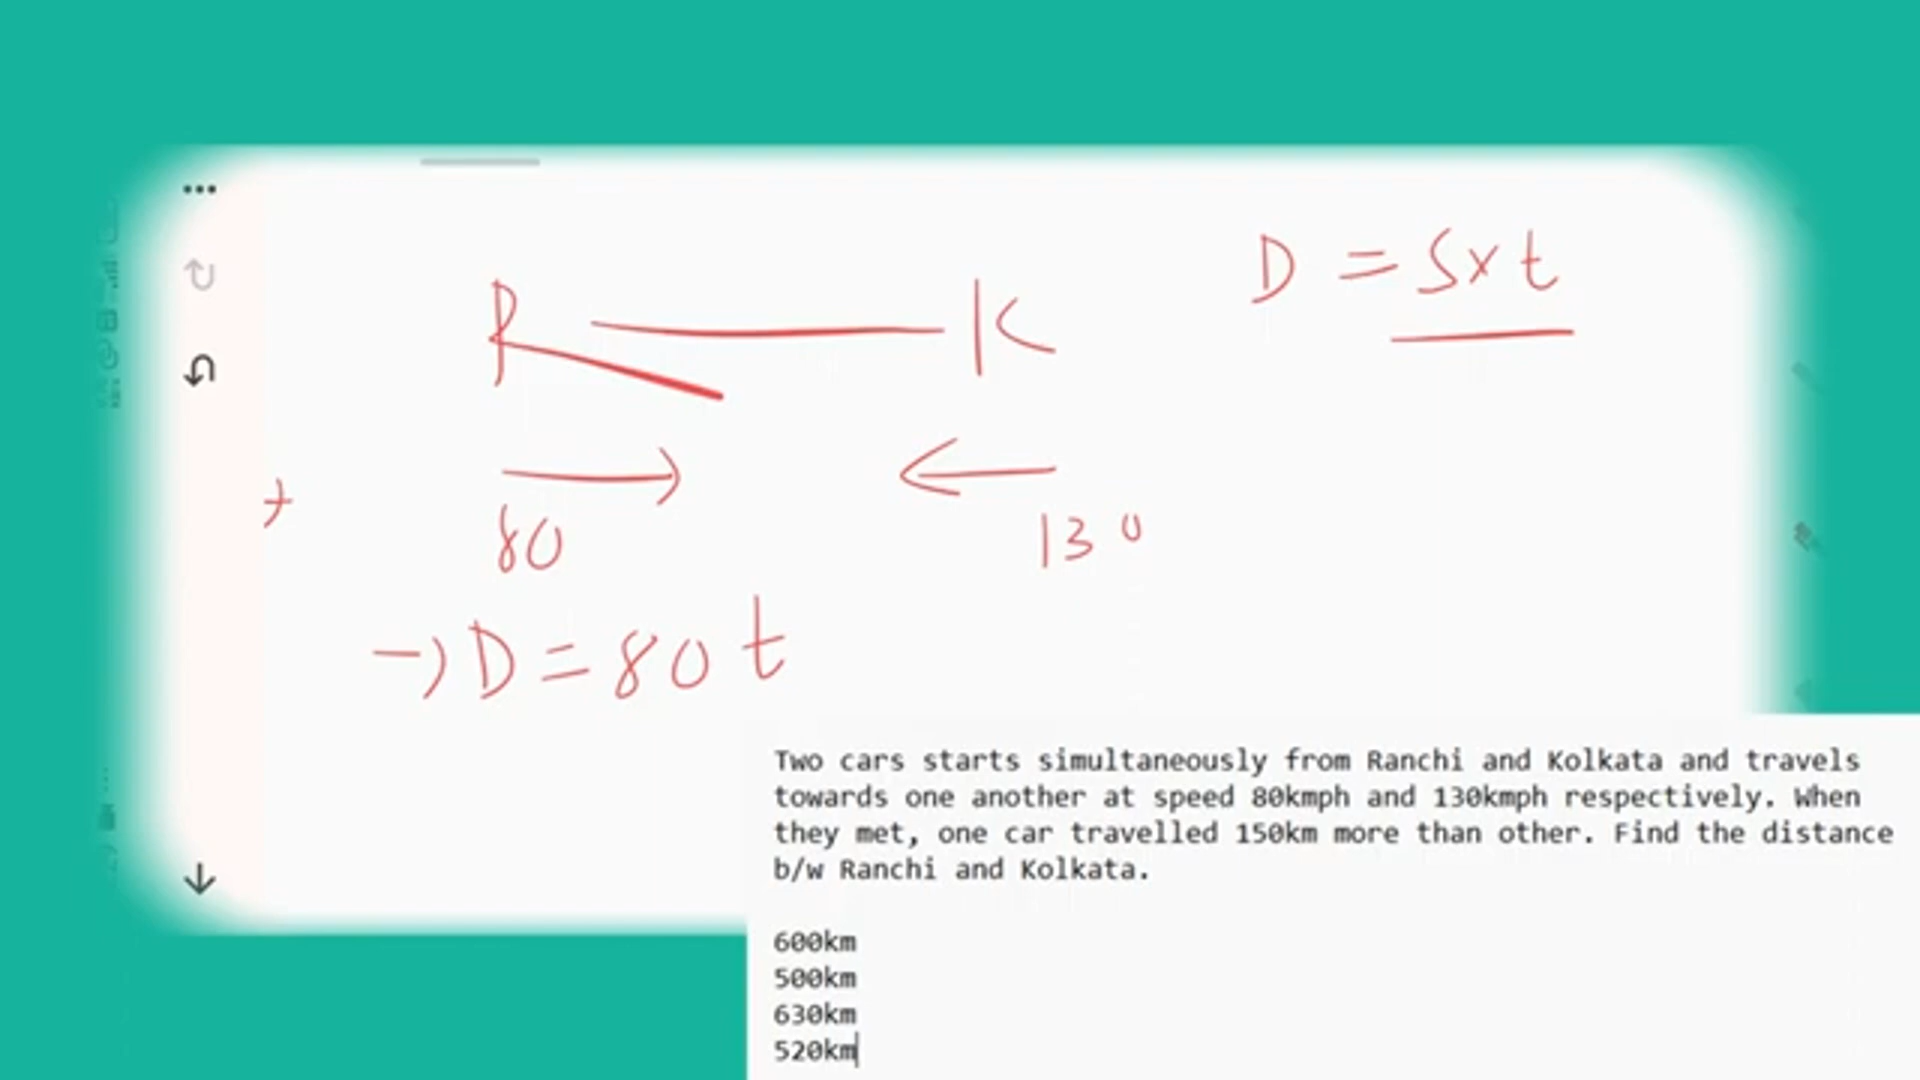 R K
D = S x t
80 130
→ D = 80 t
Two cars starts simultaneously from Ranchi and Kolkata and travels
towards one another at speed 80kmph and 130kmph respectively. When
they met, one car travelled 150km more than other. Find the distance
b/w Ranchi and Kolkata.
600km
500km
630km
520km